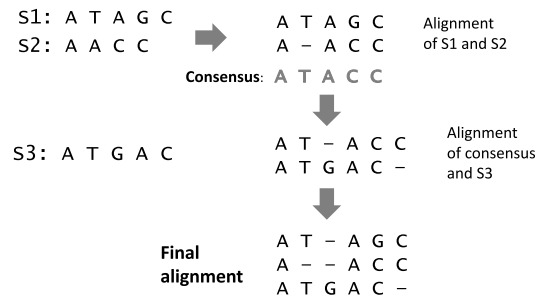 S1: A T A G C
S2: A A C C
A T A G C
A – A C C
Alignment
of S1 and S2
Consensus: A T A C C
S3: A T G A C
A T – A C C
A T G A C –
Alignment
of consensus
and S3
Final
alignment
A T – A G C
A – – A C C
A T G A C –